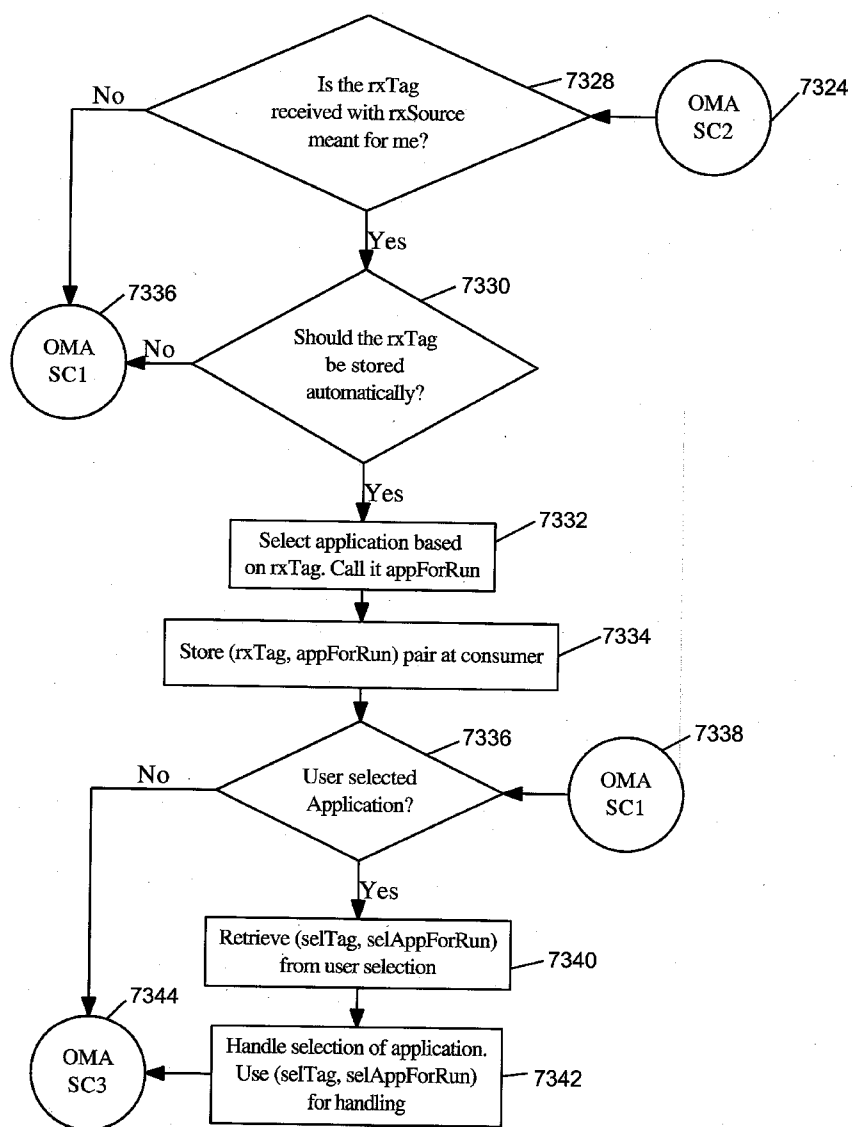 Is the rxTag
received with rxSource
meant for me?
7328
OMA
SC2
7324
No
Yes
7336
OMA
SC1
No
Should the rxTag
be stored
automatically?
7330
Yes
Select application based
on rxTag. Call it appForRun
7332
Store (rxTag, appForRun) pair at consumer
7334
User selected
Application?
7336
OMA
SC1
7338
No
Yes
Retrieve (selTag, selAppForRun)
from user selection
7340
7344
OMA
SC3
Handle selection of application.
Use (selTag, selAppForRun)
for handling
7342